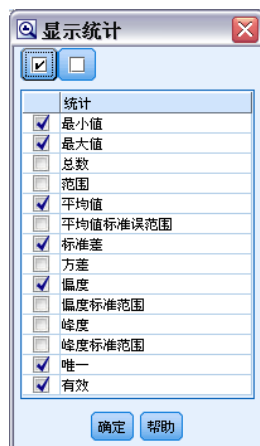 显示统计
统计
最小值
最大值
总数
范围
平均值
平均值标准误范围
标准差
方差
偏度
偏度标准范围
峰度
峰度标准范围
唯一
有效
确定 帮助